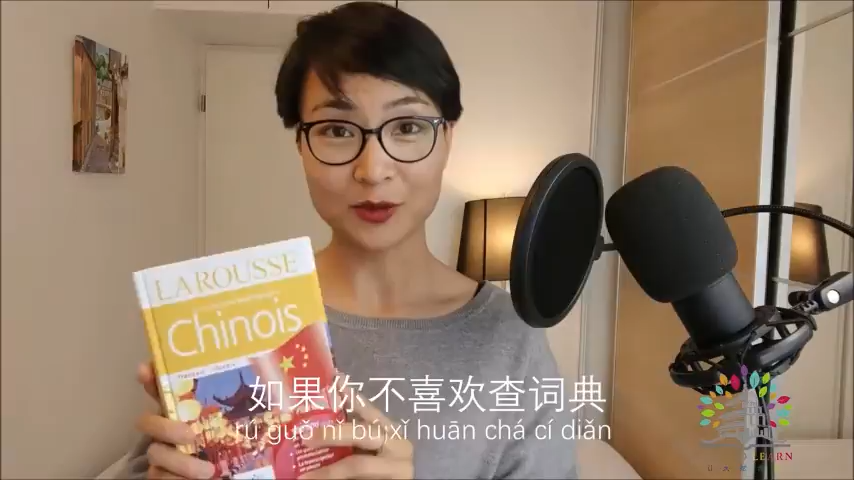 LAROUSSE
Chinois
如果你不喜欢查词典
rú guǒ nǐ bú xǐ huān chá cí diǎn
LEARN